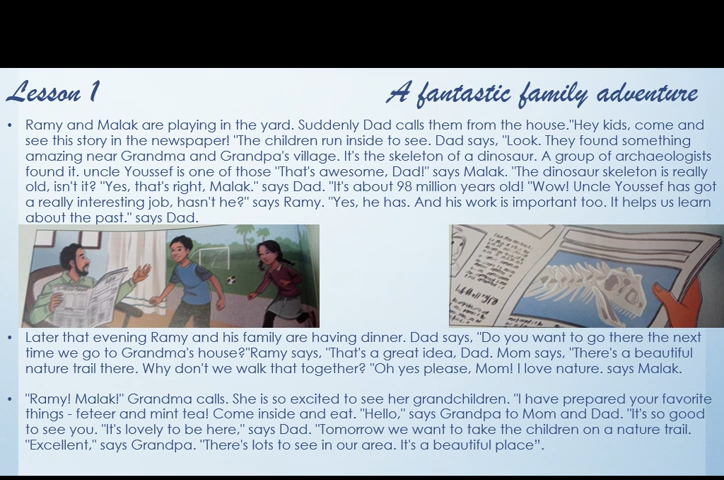 Lesson 1
A fantastic family adventure
• Ramy and Malak are playing in the yard. Suddenly Dad calls them from the house."Hey kids, come and
see this story in the newspaper! "The children run inside to see. Dad says, "Look. They found something
amazing near Grandma and Grandpa's village. It's the skeleton of a dinosaur. A group of archaeologists
found it. uncle Youssef is one of those "That's awesome, Dad!" says Malak. "The dinosaur skeleton is really
old, isn't it? "Yes, that's right, Malak." says Dad. "It's about 98 million years old! "Wow! Uncle Youssef has got
a really interesting job, hasn't he?" says Ramy. "Yes, he has. And his work is important too. It helps us learn
about the past." says Dad.
• Later that evening Ramy and his family are having dinner. Dad says, "Do you want to go there the next
time we go to Grandma's house?"Ramy says, "That's a great idea, Dad. Mom says, "There's a beautiful
nature trail there. Why don't we walk that together? "Oh yes please, Mom! I love nature. says Malak.
• "Ramy! Malak!" Grandma calls. She is so excited to see her grandchildren. "I have prepared your favorite
things - feteer and mint tea! Come inside and eat. "Hello," says Grandpa to Mom and Dad. "It's so good
to see you. "It's lovely to be here," says Dad. "Tomorrow we want to take the children on a nature trail.
"Excellent," says Grandpa. "There's lots to see in our area. It's a beautiful place”.